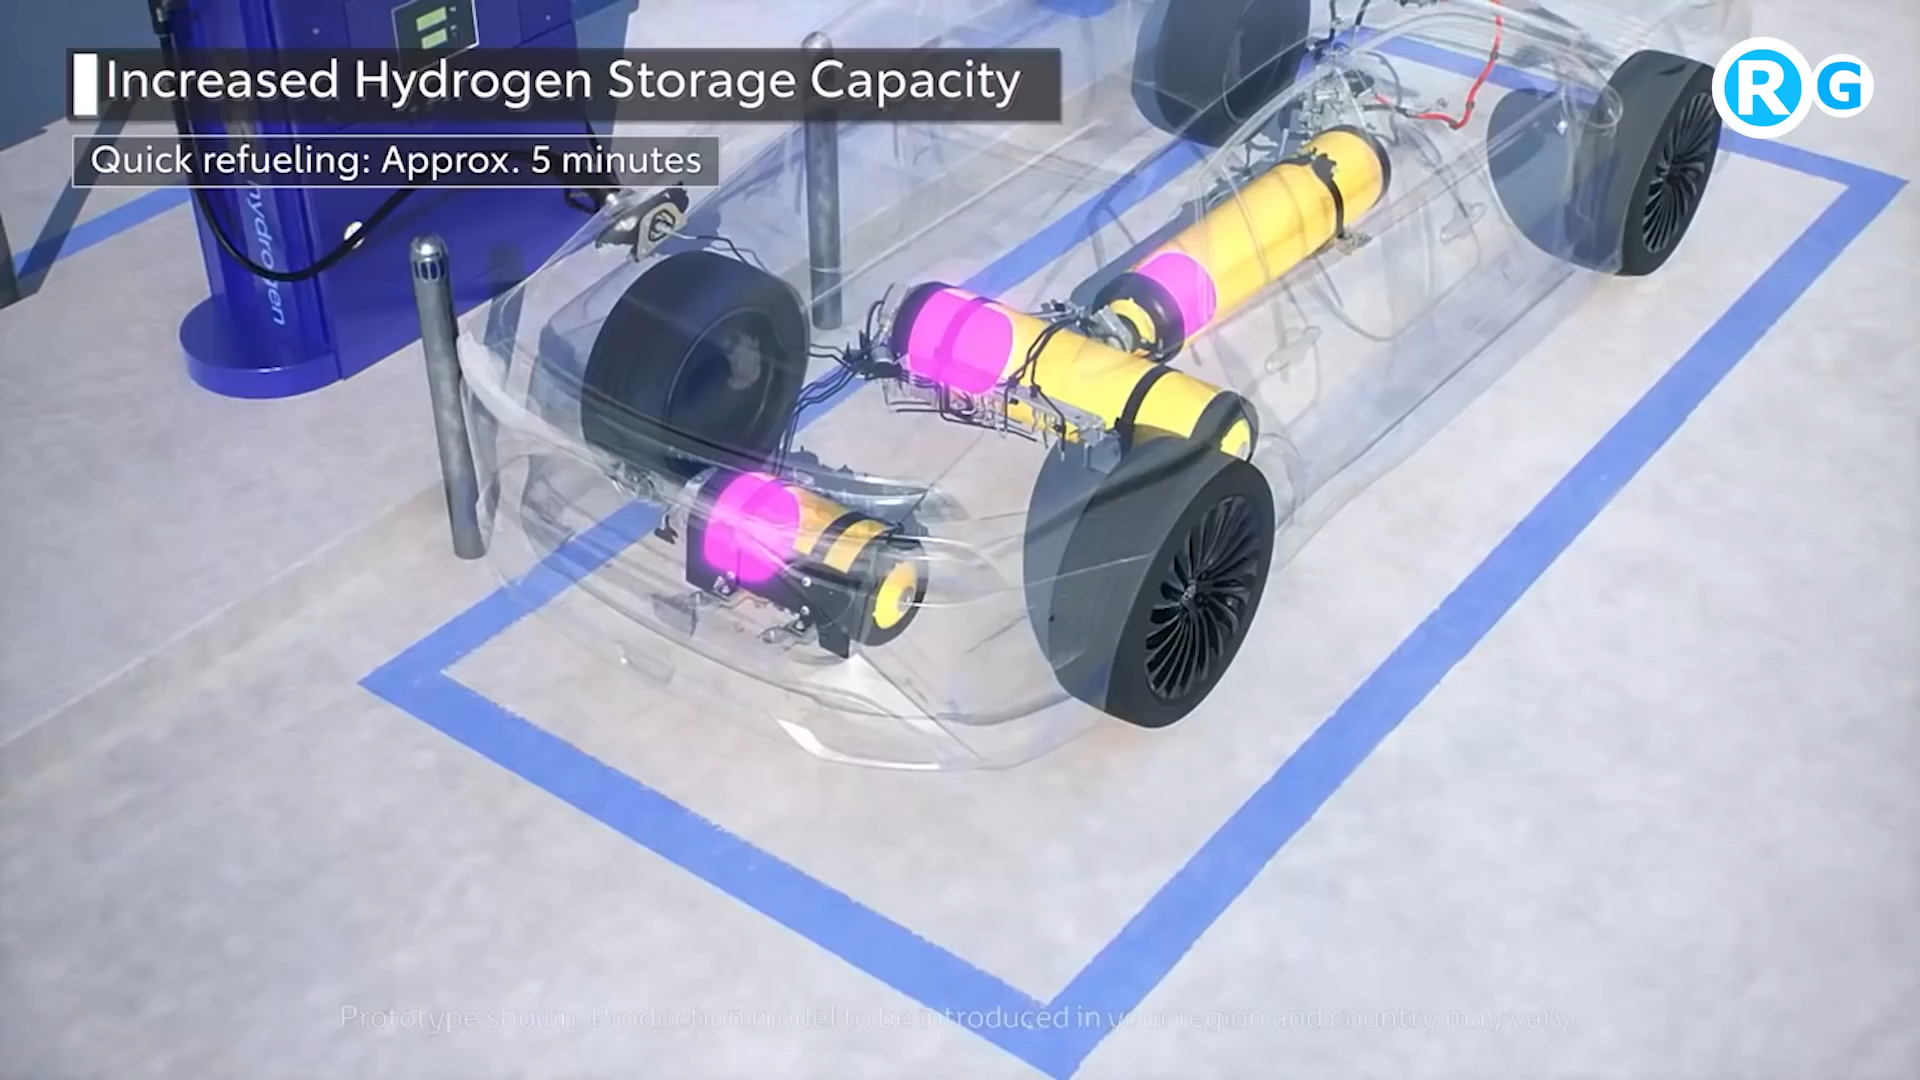 Increased Hydrogen Storage Capacity
RG
Quick refueling: Approx. 5 minutes
hydrogen
Prototype shown. Production model to be introduced in your region and country may vary.